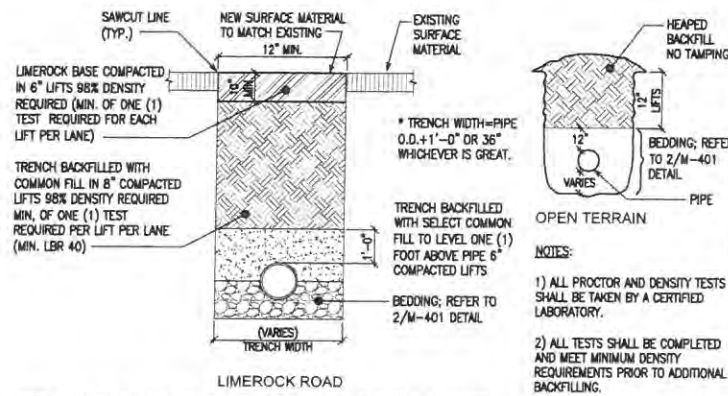 SAWCUT LINE
(TYP.)
NEW SURFACE MATERIAL
TO MATCH EXISTING
12" MIN.
EXISTING
SURFACE
MATERIAL
LIMEROCK BASE COMPACTED
IN 6" LIFTS 98% DENSITY
REQUIRED (MIN. OF ONE (1)
TEST REQUIRED FOR EACH
LIFT PER LANE)
10"
MIN
* TRENCH WIDTH=PIPE
O.D.+1'-0" OR 36"
WHICHEVER IS GREAT.
TRENCH BACKFILLED WITH
COMMON FILL IN 8" COMPACTED
LIFTS 98% DENSITY REQUIRED
MIN. OF ONE (1) TEST
REQUIRED PER LIFT PER LANE
(MIN. LBR 40)
TRENCH BACKFILLED
WITH SELECT COMMON
FILL TO LEVEL ONE (1)
FOOT ABOVE PIPE 6"
COMPACTED LIFTS
1'-0"
BEDDING; REFER TO
2/M-401 DETAIL
(VARIES)
TRENCH WIDTH
LIMEROCK ROAD
HEAPED
BACKFILL
NO TAMPING
12"
LIFTS
12"
BEDDING; REFER
TO 2/M-401
DETAIL
VARIES
PIPE
OPEN TERRAIN
NOTES:
1) ALL PROCTOR AND DENSITY TESTS
SHALL BE TAKEN BY A CERTIFIED
LABORATORY.
2) ALL TESTS SHALL BE COMPLETED
AND MEET MINIMUM DENSITY
REQUIREMENTS PRIOR TO ADDITIONAL
BACKFILLING.